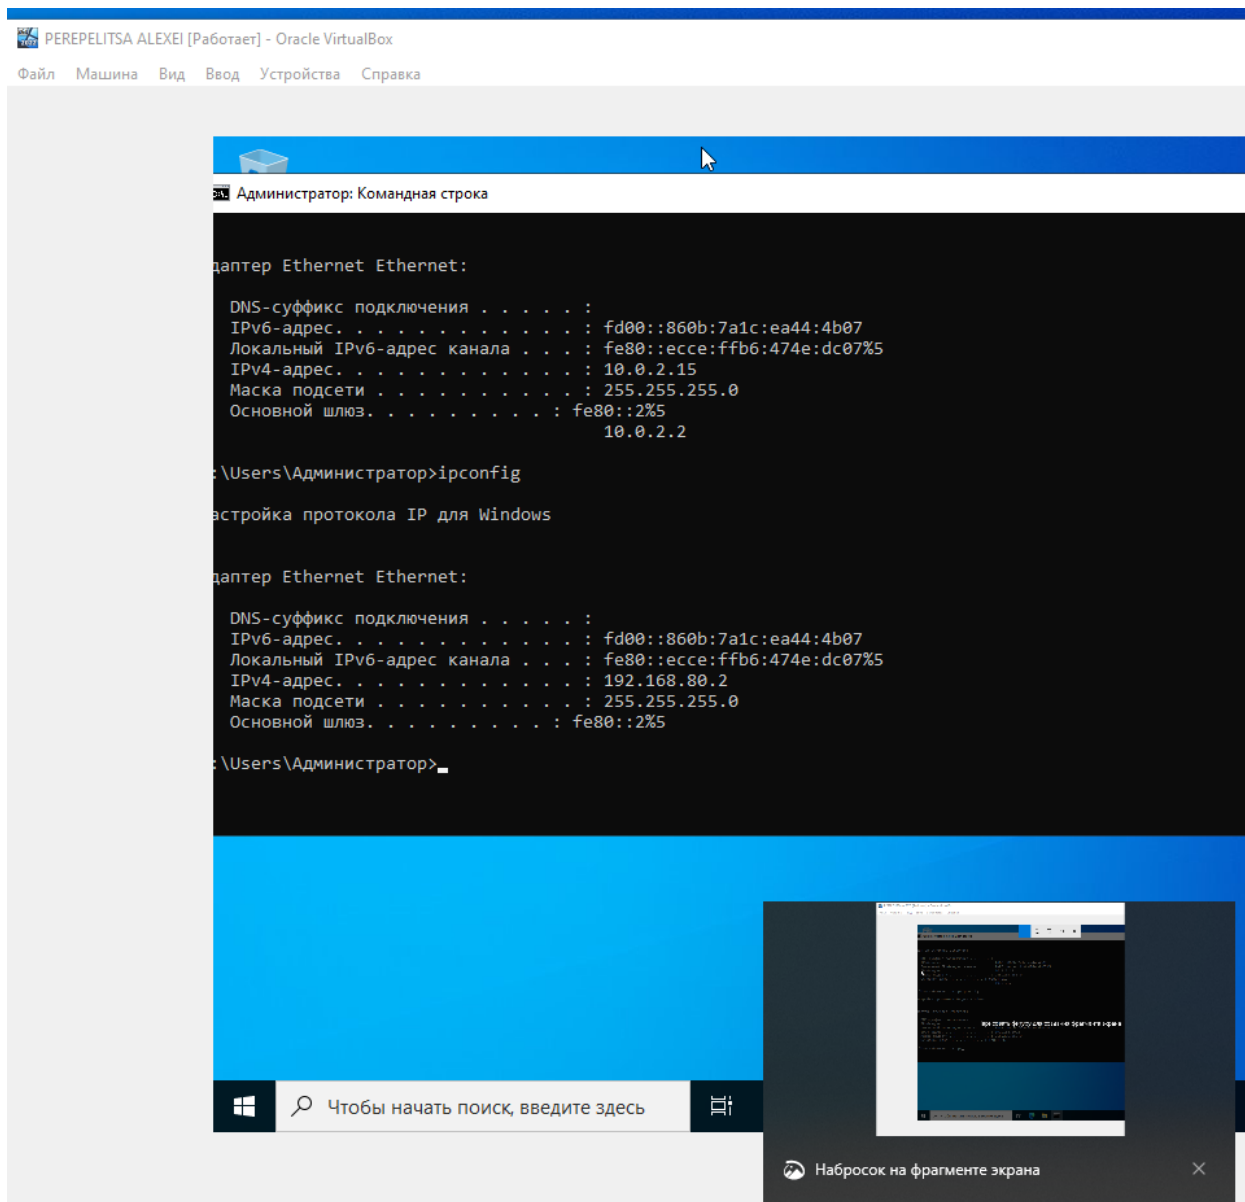 PEREPELITSA ALEXEI [Работает] - Oracle VirtualBox
Файл Машина Вид Ввод Устройства Справка
Администратор: Командная строка
даптер Ethernet Ethernet:
DNS-суффикс подключения . . . . . :
IPv6-адрес. . . . . . . . . . . . : fd00::860b:7a1c:ea44:4b07
Локальный IPv6-адрес канала . . . : fe80::ecce:ffb6:474e:dc07%5
IPv4-адрес. . . . . . . . . . . . : 10.0.2.15
Маска подсети . . . . . . . . . . : 255.255.255.0
Основной шлюз. . . . . . . . . : fe80::2%5
10.0.2.2
:\Users\Администратор>ipconfig
астройка протокола IP для Windows
даптер Ethernet Ethernet:
DNS-суффикс подключения . . . . . :
IPv6-адрес. . . . . . . . . . . . : fd00::860b:7a1c:ea44:4b07
Локальный IPv6-адрес канала . . . : fe80::ecce:ffb6:474e:dc07%5
IPv4-адрес. . . . . . . . . . . . : 192.168.80.2
Маска подсети . . . . . . . . . . : 255.255.255.0
Основной шлюз. . . . . . . . . : fe80::2%5
:\Users\Администратор>
Чтобы начать поиск, введите здесь
Набросок на фрагменте экрана